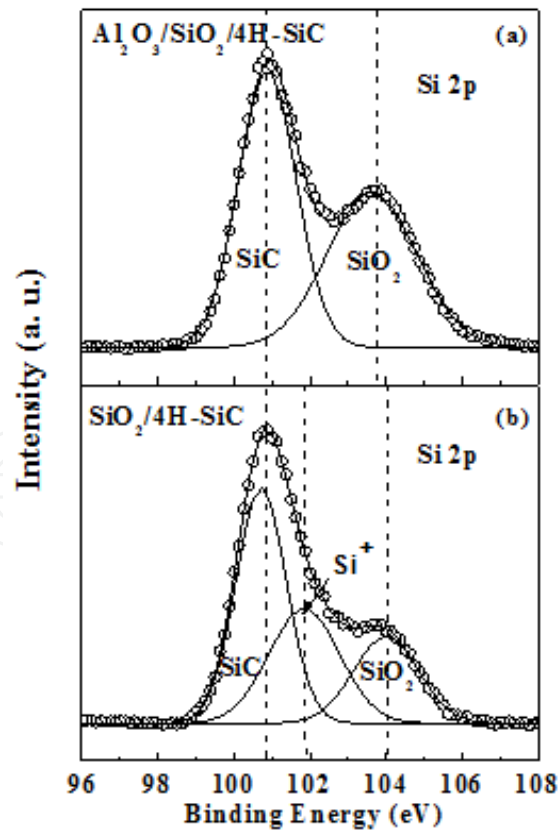 Al₂O₃/SiO₂/4H-SiC (a)
Si 2p
SiC SiO₂
SiO₂/4H-SiC (b)
Si 2p
Si⁺
SiC SiO₂
Intensity (a. u.)
96 98 100 102 104 106 108
Binding Energy (eV)